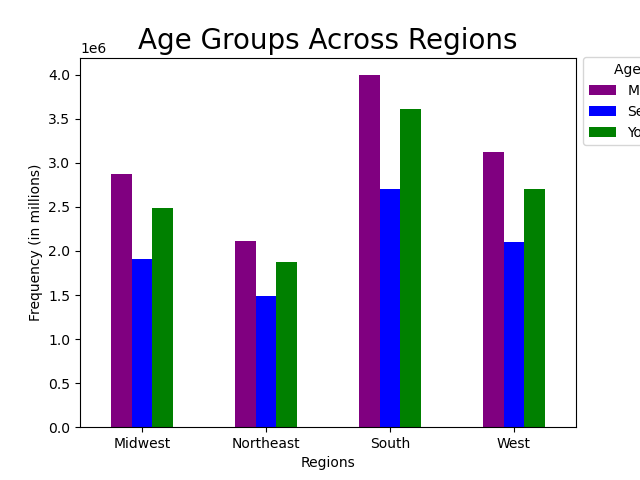 Age Groups Across Regions
1e6
4.0
3.5
3.0
2.5
2.0
1.5
1.0
0.5
0.0
Frequency (in millions)
Midwest Northeast South West
Regions
Age